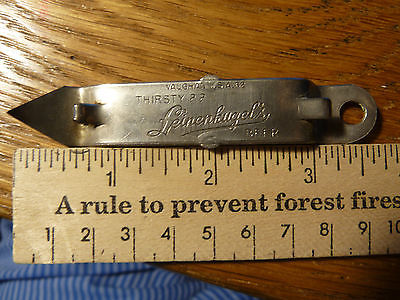 VAUGHAN U.S.A.
THIRSTY ??
Leinenkugel's
BEER
1 2 3
A rule to prevent forest fires
1 2 3 4 5 6 7 8 9 10